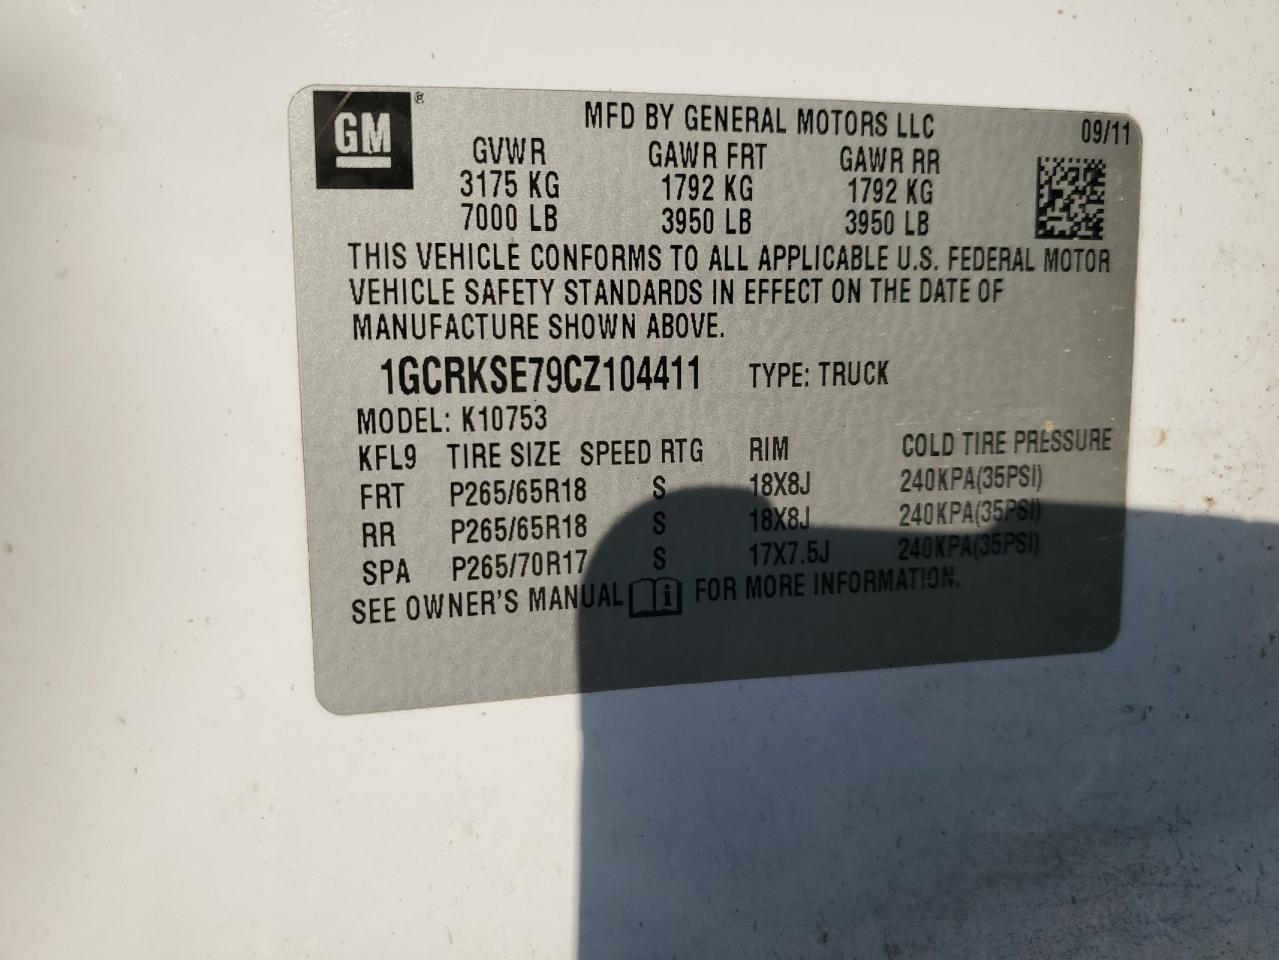 GM ®
MFD BY GENERAL MOTORS LLC 09/11
GVWR GAWR FRT GAWR RR
3175 KG 1792 KG 1792 KG
7000 LB 3950 LB 3950 LB
THIS VEHICLE CONFORMS TO ALL APPLICABLE U.S. FEDERAL MOTOR
VEHICLE SAFETY STANDARDS IN EFFECT ON THE DATE OF
MANUFACTURE SHOWN ABOVE.
1GCRKSE79CZ104411 TYPE: TRUCK
MODEL: K10753
KFL9 TIRE SIZE SPEED RTG RIM COLD TIRE PRESSURE
FRT P265/65R18 S 18X8J 240KPA(35PSI)
RR P265/65R18 S 18X8J 240KPA(35PSI)
SPA P265/70R17 S 17X7.5J 240KPA(35PSI)
SEE OWNER'S MANUAL i FOR MORE INFORMATION.